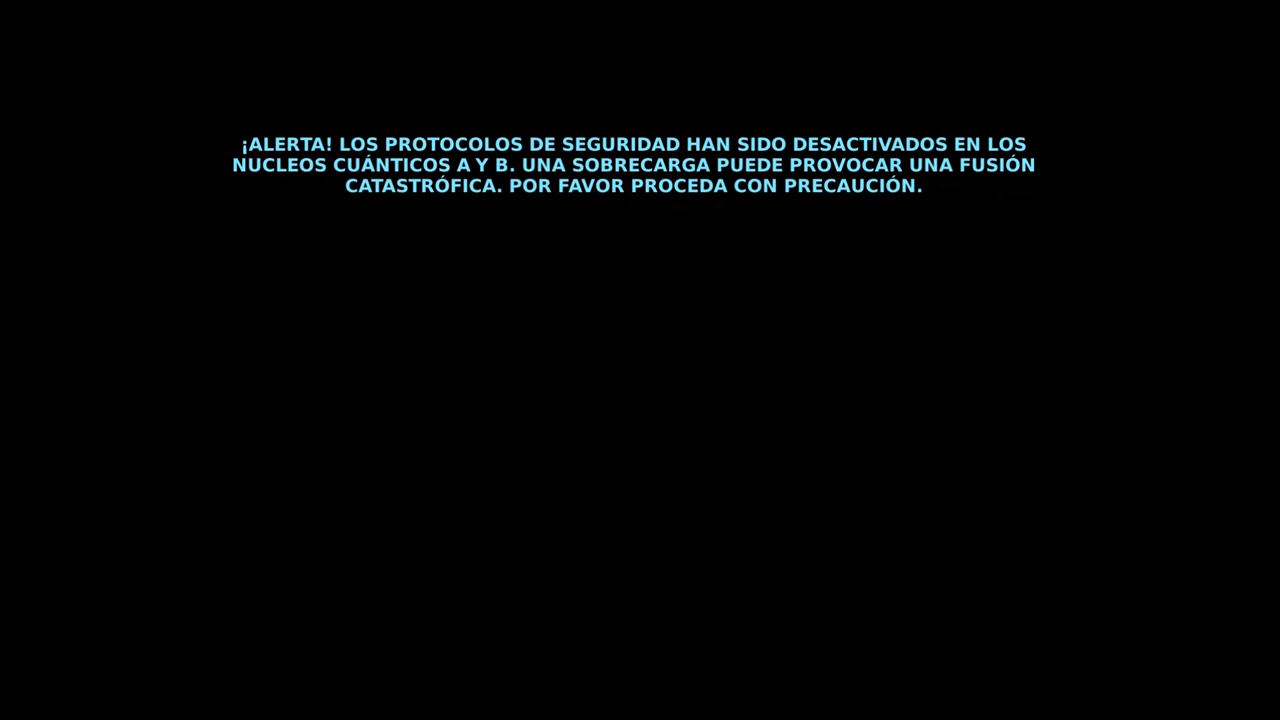 ¡ALERTA! LOS PROTOCOLOS DE SEGURIDAD HAN SIDO DESACTIVADOS EN LOS
NUCLEOS CUÁNTICOS A Y B. UNA SOBRECARGA PUEDE PROVOCAR UNA FUSIÓN
CATASTRÓFICA. POR FAVOR PROCEDA CON PRECAUCIÓN.